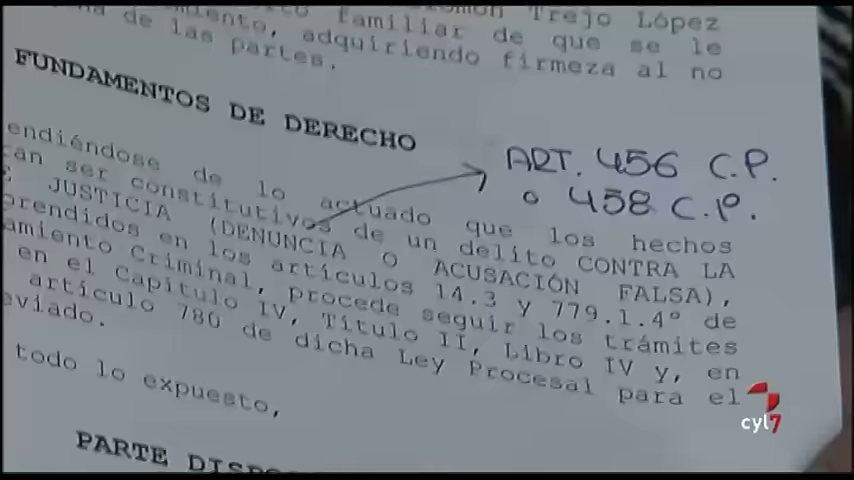 familiar Trejo López
miento, adquiriendo de que se le
de las partes. firmeza al no
FUNDAMENTOS DE DERECHO
ART. 456 C.P.
o 458 C.P.
endiéndose de lo actuado que los hechos
ser constitutivos de un delito CONTRA LA
JUSTICIA (DENUNCIA O ACUSACIÓN FALSA),
prendidos en los artículos 14.3 Y 779.1.4º de
amiento Criminal, procede seguir los trámites
en el Capítulo IV, Título II, Libro IV y, en
artículo 780 de dicha Ley Procesal para el
eviado.
todo lo expuesto,
PARTE
cyl7